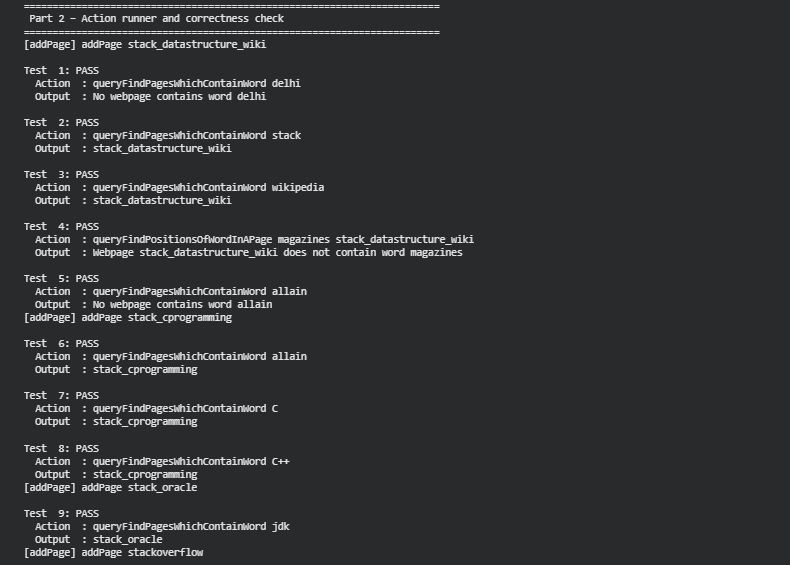 ========================================================================
Part 2 – Action runner and correctness check
========================================================================
[addPage] addPage stack_datastructure_wiki
Test  1: PASS
Action  : queryFindPagesWhichContainWord delhi
Output  : No webpage contains word delhi
Test  2: PASS
Action  : queryFindPagesWhichContainWord stack
Output  : stack_datastructure_wiki
Test  3: PASS
Action  : queryFindPagesWhichContainWord wikipedia
Output  : stack_datastructure_wiki
Test  4: PASS
Action  : queryFindPositionsOfWordInAPage magazines stack_datastructure_wiki
Output  : Webpage stack_datastructure_wiki does not contain word magazines
Test  5: PASS
Action  : queryFindPagesWhichContainWord allain
Output  : No webpage contains word allain
[addPage] addPage stack_cprogramming
Test  6: PASS
Action  : queryFindPagesWhichContainWord allain
Output  : stack_cprogramming
Test  7: PASS
Action  : queryFindPagesWhichContainWord C
Output  : stack_cprogramming
Test  8: PASS
Action  : queryFindPagesWhichContainWord C++
Output  : stack_cprogramming
[addPage] addPage stack_oracle
Test  9: PASS
Action  : queryFindPagesWhichContainWord jdk
Output  : stack_oracle
[addPage] addPage stackoverflow